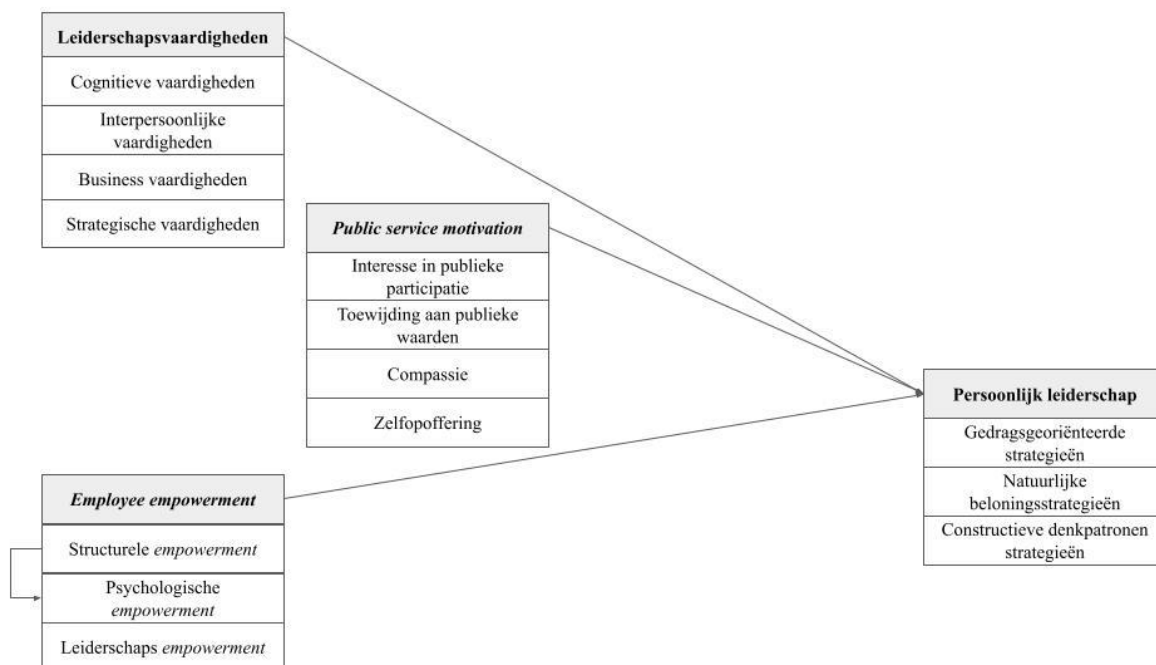 Leiderschapsvaardigheden
Cognitieve vaardigheden
Interpersoonlijke
vaardigheden
Business vaardigheden
Strategische vaardigheden
Public service motivation
Interesse in publieke
participatie
Toewijding aan publieke
waarden
Compassie
Zelfopoffering
Employee empowerment
Structurele empowerment
Psychologische
empowerment
Leiderschaps empowerment
Persoonlijk leiderschap
Gedragsgeoriënteerde
strategieën
Natuurlijke
beloningsstrategieën
Constructieve denkpatronen
strategieën